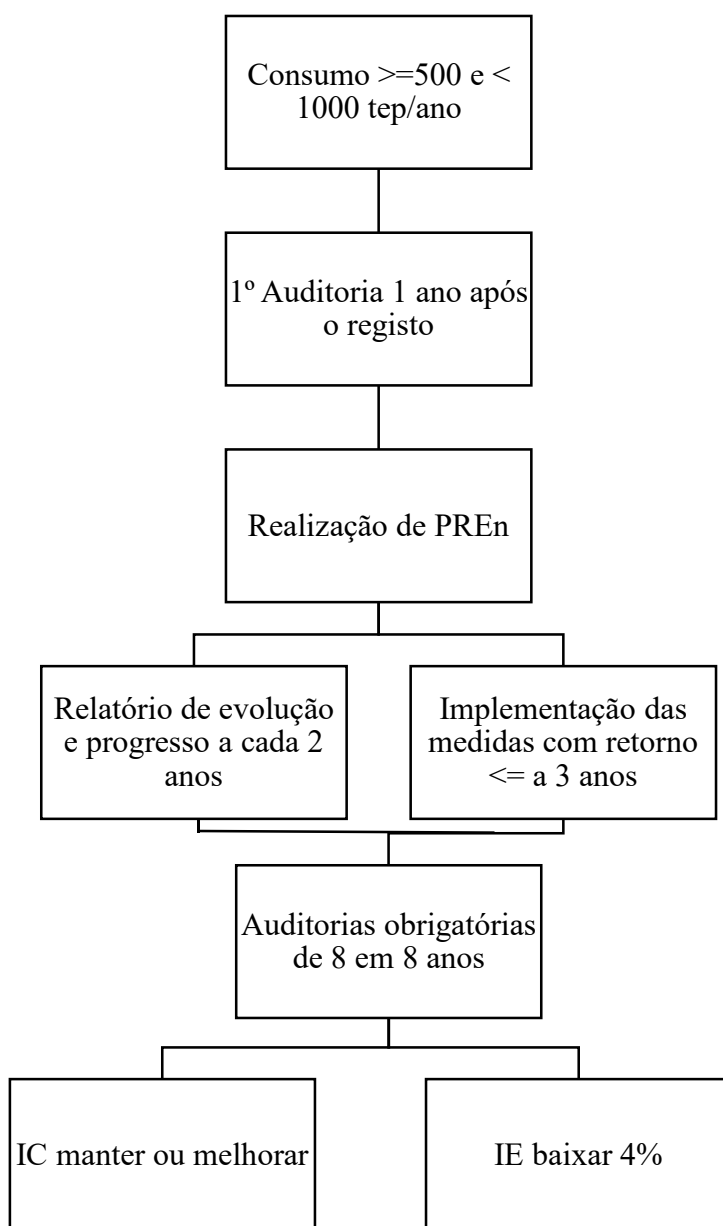 Consumo >=500 e <
1000 tep/ano
1º Auditoria 1 ano após
o registo
Realização de PREn
Relatório de evolução
e progresso a cada 2
anos
Implementação das
medidas com retorno
<= a 3 anos
Auditorias obrigatórias
de 8 em 8 anos
IC manter ou melhorar
IE baixar 4%